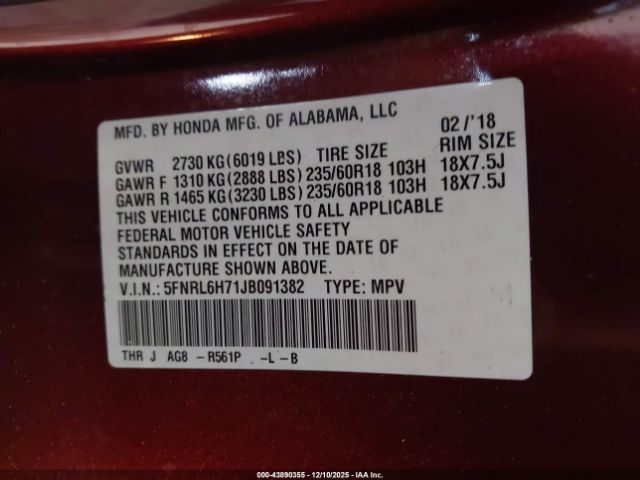 MFD. BY HONDA MFG. OF ALABAMA, LLC 02 /'18
GVWR 2730 KG(6019 LBS) TIRE SIZE RIM SIZE
GAWR F 1310 KG(2888 LBS) 235/60R18 103H 18X7.5J
GAWR R 1465 KG(3230 LBS) 235/60R18 103H 18X7.5J
THIS VEHICLE CONFORMS TO ALL APPLICABLE
FEDERAL MOTOR VEHICLE SAFETY
STANDARDS IN EFFECT ON THE DATE OF
MANUFACTURE SHOWN ABOVE.
V.I.N.: 5FNRL6H71JB091382 TYPE: MPV
THR J AG8 - R561P -L - B
000-43890355 — 12/10/2025 — IAA Inc.